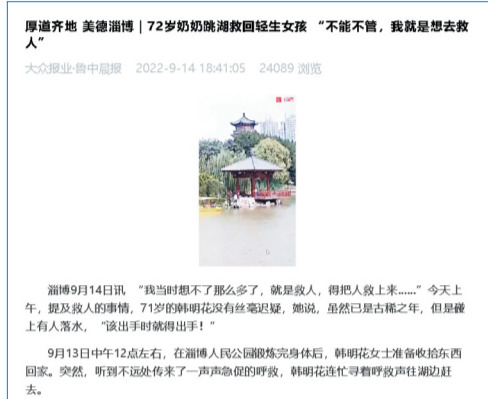 厚道齐地 美德淄博｜72岁奶奶跳湖救回轻生女孩 “不能不管，我就是想去救
人”
大众报业·鲁中晨报 2022-9-14 18:41:05 24089 浏览
淄博9月14日讯 “我当时想不了那么多了，就是救人，得把人救上来……”今天上
午，提及救人的事情，71岁的韩明花没有丝毫迟疑，她说，虽然已是古稀之年，但是碰
上有人落水，“该出手时就得出手！”
9月13日中午12点左右，在淄博人民公园锻炼完身体后，韩明花女士准备收拾东西
回家。突然，听到不远处传来了一声声急促的呼救，韩明花连忙寻着呼救声往湖边赶
去。